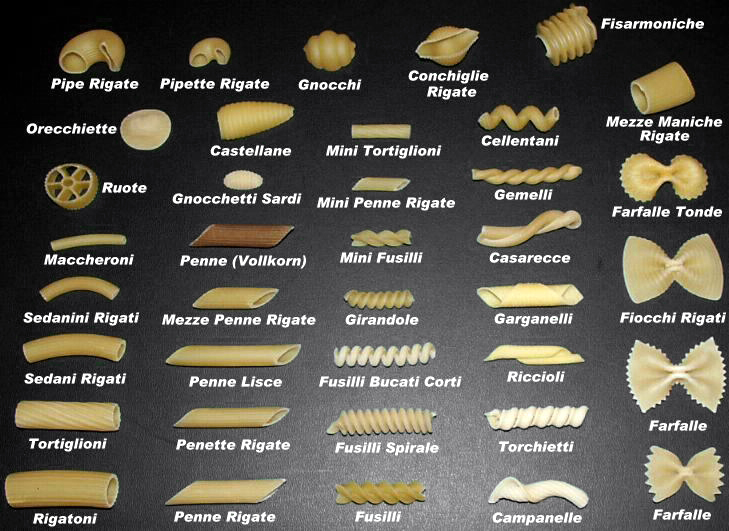 Fisarmoniche
Pipe Rigate
Pipette Rigate
Gnocchi
Conchiglie
Rigate
Mezze Maniche
Rigate
Orecchiette
Castellane
Mini Tortiglioni
Cellentani
Ruote
Gnocchetti Sardi
Mini Penne Rigate
Gemelli
Farfalle Tonde
Maccheroni
Penne (Vollkorn)
Mini Fusilli
Casarecce
Sedanini Rigati
Mezze Penne Rigate
Girandole
Garganelli
Fiocchi Rigati
Sedani Rigati
Penne Lisce
Fusilli Bucati Corti
Riccioli
Farfalle
Tortiglioni
Penette Rigate
Fusilli Spirale
Torchietti
Rigatoni
Penne Rigate
Fusilli
Campanelle
Farfalle